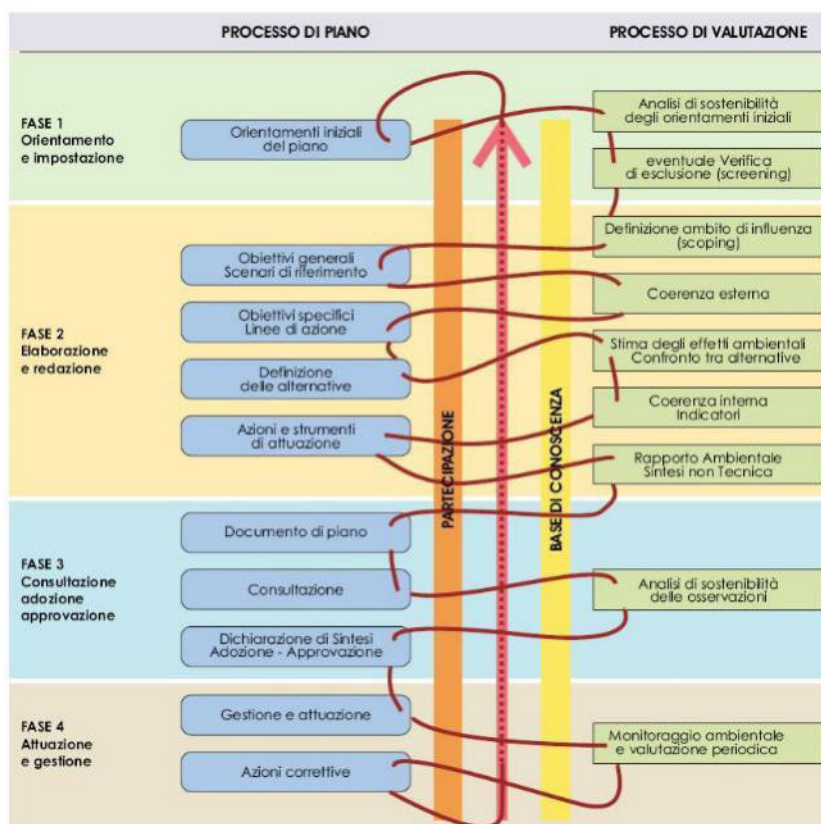 PROCESSO DI PIANO
PROCESSO DI VALUTAZIONE
FASE 1
Orientamento
e impostazione
Orientamenti iniziali
del piano
Analisi di sostenibilità
degli orientamenti iniziali
eventuale Verifica
di esclusione (screening)
FASE 2
Elaborazione
e redazione
Obiettivi generali
Scenari di riferimento
Obiettivi specifici
Linee di azione
Definizione
delle alternative
Azioni e strumenti
di attuazione
Definizione ambito di influenza
(scoping)
Coerenza esterna
Stima degli effetti ambientali
Confronto tra alternative
Coerenza interna
Indicatori
Rapporto Ambientale
Sintesi non Tecnica
PARTECIPAZIONE
BASE DI CONOSCENZA
FASE 3
Consultazione
adozione
approvazione
Documento di piano
Consultazione
Dichiarazione di Sintesi
Adozione - Approvazione
Analisi di sostenibilità
delle osservazioni
FASE 4
Attuazione
e gestione
Gestione e attuazione
Azioni correttive
Monitoraggio ambientale
e valutazione periodica